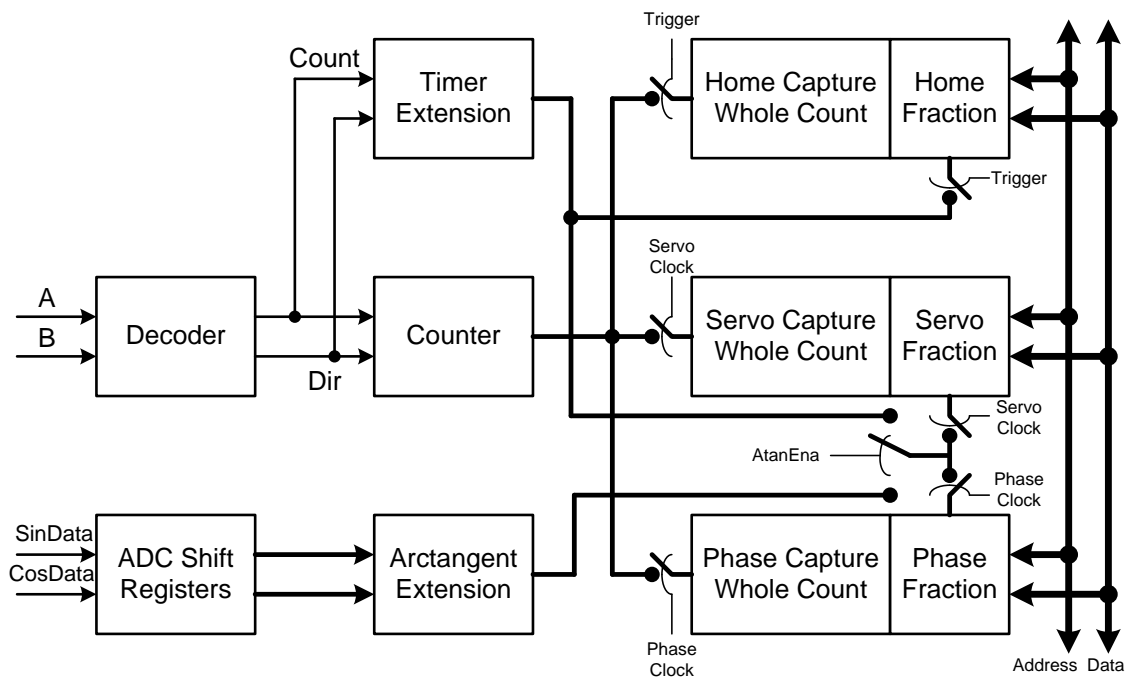 Trigger
Count
Timer
Extension
Home Capture
Whole Count
Home
Fraction
Trigger
Servo
Clock
A
B
Decoder
Counter
Servo Capture
Whole Count
Servo
Fraction
Dir
Servo
Clock
AtanEna
Phase
Clock
SinData
CosData
ADC Shift
Registers
Arctangent
Extension
Phase Capture
Whole Count
Phase
Fraction
Phase
Clock
Address Data